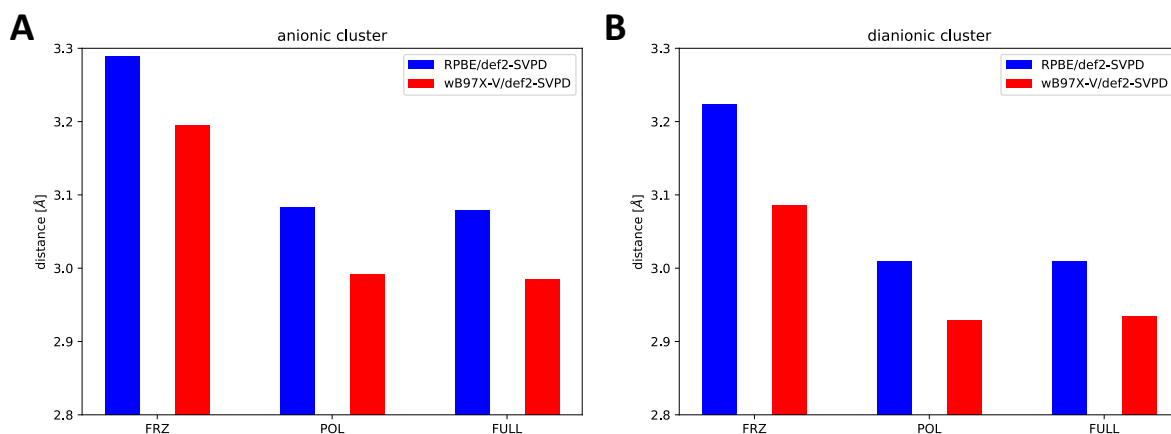 A
anionic cluster
RPBE/def2-SVPD
wB97X-V/def2-SVPD
distance [Å]
3.3
3.2
3.1
3.0
2.9
2.8
FRZ
POL
FULL
B
dianionic cluster
RPBE/def2-SVPD
wB97X-V/def2-SVPD
distance [Å]
3.3
3.2
3.1
3.0
2.9
2.8
FRZ
POL
FULL